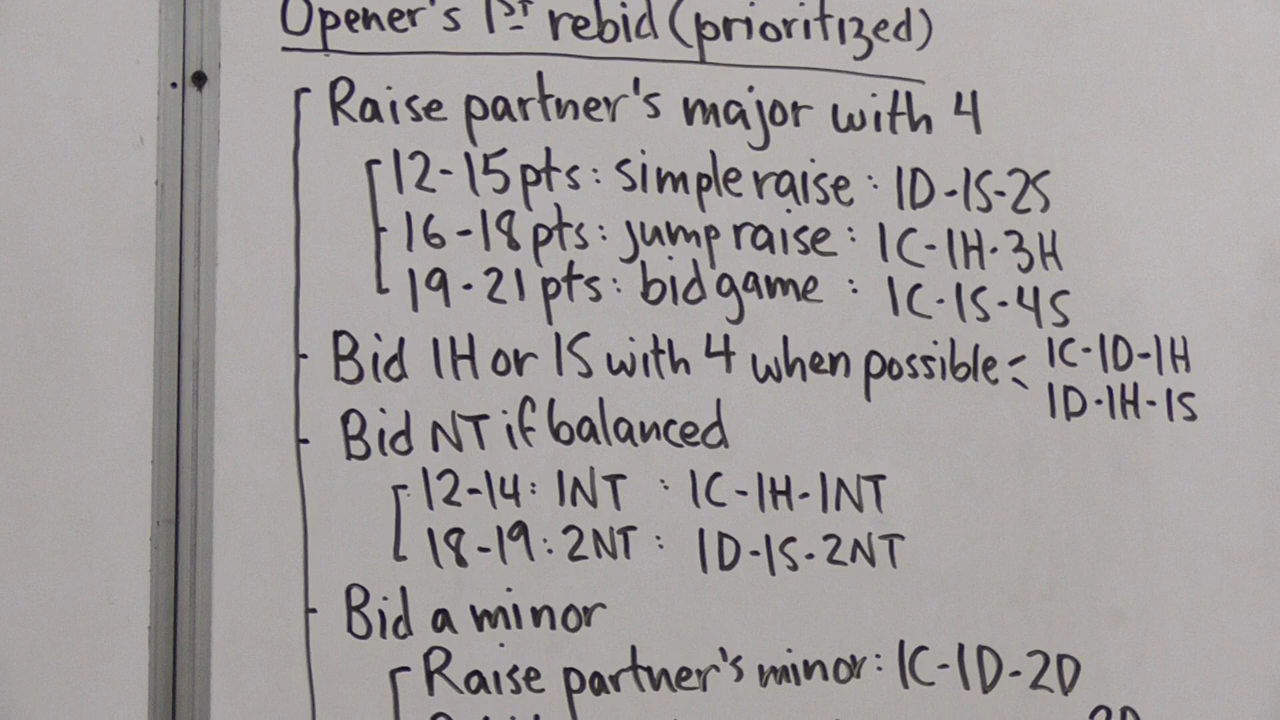 Opener's 1st rebid (prioritized)
Raise partner's major with 4
12-15 pts: simple raise: 1D-1S-2S
16-18 pts: jump raise: 1C-1H-3H
19-21 pts: bid game : 1C-1S-4S
Bid 1H or 1S with 4 when possible: 1C-1D-1H
1D-1H-1S
Bid NT if balanced
12-14: 1NT : 1C-1H-1NT
18-19: 2NT : 1D-1S-2NT
Bid a minor
Raise partner's minor: 1C-1D-2D
2D